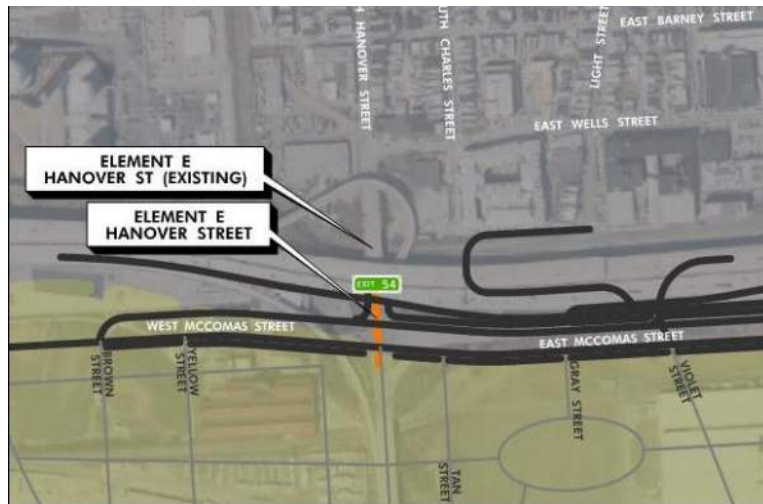 EAST BARNEY STREET
LIGHT STREET
HANOVER STREET
UTH CHARLES STREET
EAST WELLS STREET
ELEMENT E
HANOVER ST (EXISTING)
ELEMENT E
HANOVER STREET
EXIT 54
WEST MCCOMAS STREET
EAST MCCOMAS STREET
BROWN
STREET
YELLOW
STREET
GRAY STREET
VIOLET
STREET
TAN
STREET